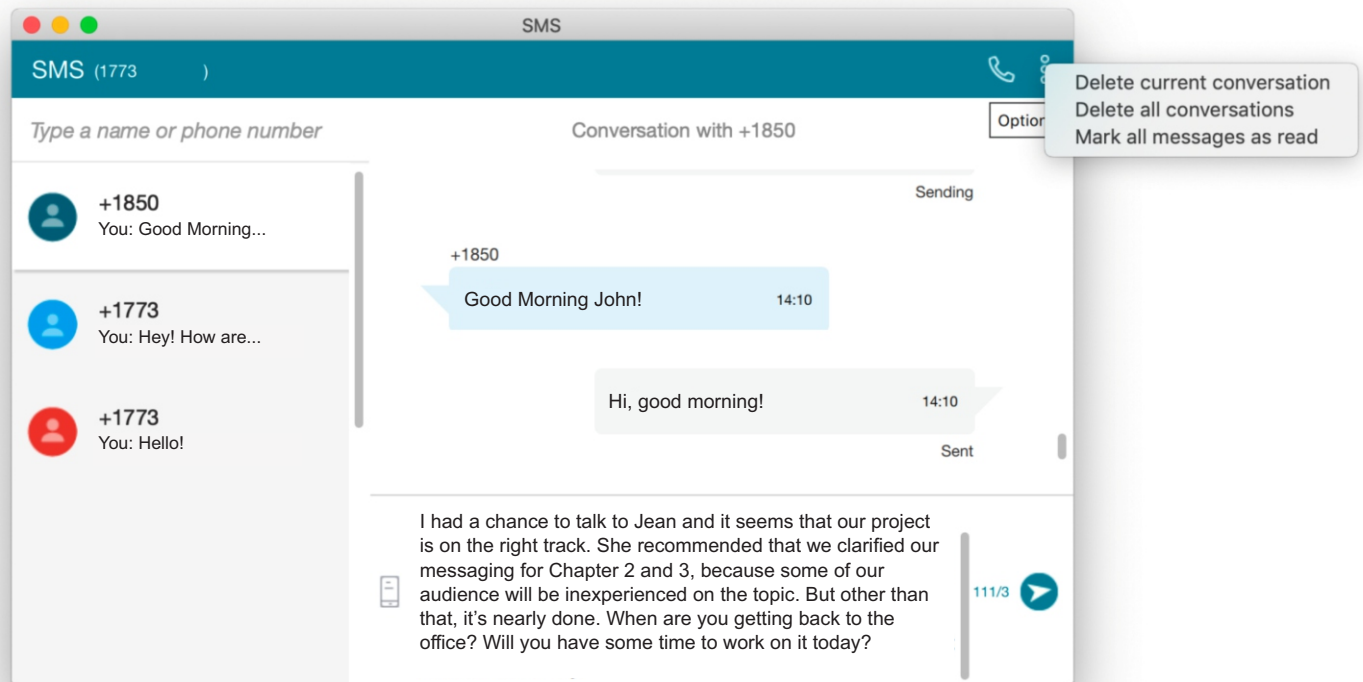 SMS
SMS (1773 )
Delete current conversation
Delete all conversations
Mark all messages as read
Type a name or phone number
Conversation with +1850
Option
Sending
+1850
You: Good Morning...
+1850
Good Morning John! 14:10
+1773
You: Hey! How are...
Hi, good morning! 14:10
Sent
+1773
You: Hello!
I had a chance to talk to Jean and it seems that our project
is on the right track. She recommended that we clarified our
messaging for Chapter 2 and 3, because some of our
audience will be inexperienced on the topic. But other than
that, it’s nearly done. When are you getting back to the
office? Will you have some time to work on it today?
111/3